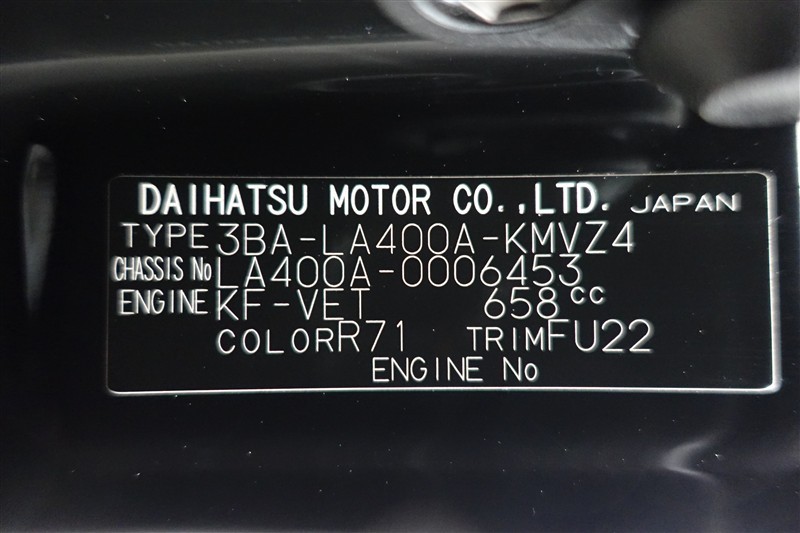 DAIHATSU MOTOR CO.,LTD. JAPAN
TYPE 3BA-LA400A-KMVZ4
CHASSIS No LA400A-0006453
ENGINE KF-VET 658cc
COLOR R71 TRIM FU22
ENGINE No